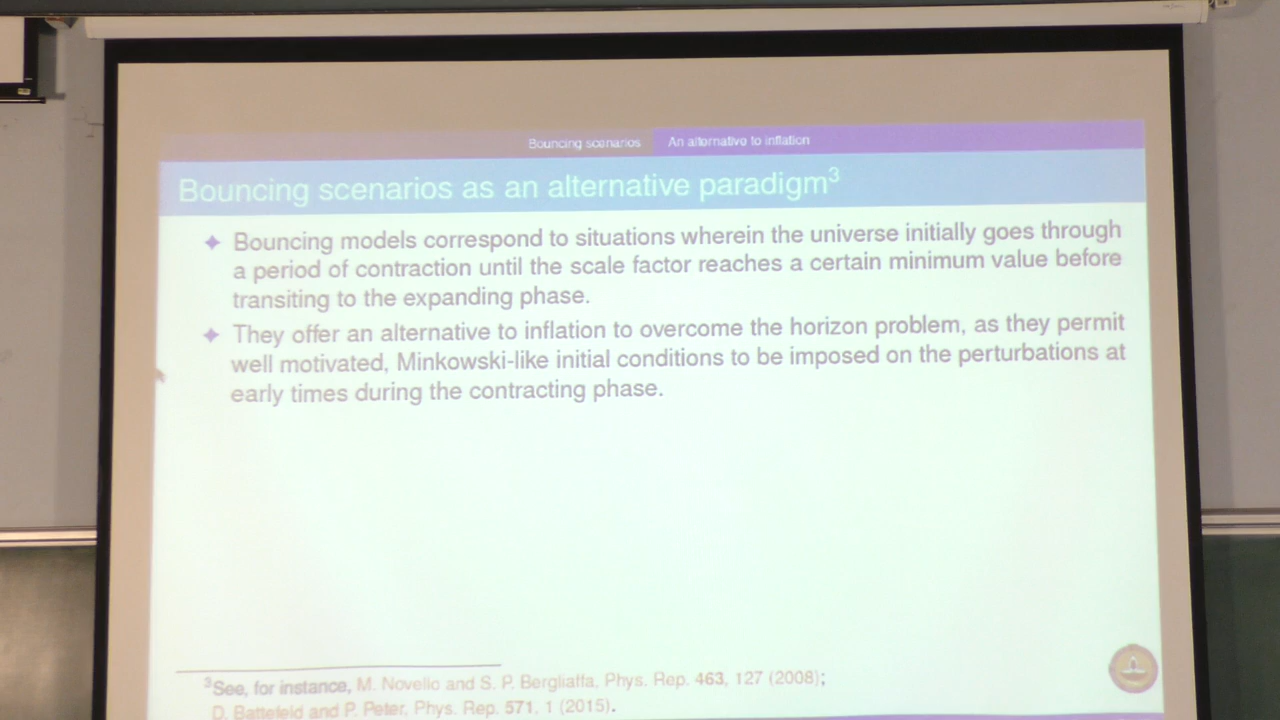 Bouncing scenarios An alternative to inflation
Bouncing scenarios as an alternative paradigm³
✦ Bouncing models correspond to situations wherein the universe initially goes through
a period of contraction until the scale factor reaches a certain minimum value before
transiting to the expanding phase.
✦ They offer an alternative to inflation to overcome the horizon problem, as they permit
well motivated, Minkowski-like initial conditions to be imposed on the perturbations at
early times during the contracting phase.
³See, for instance, M. Novello and S. P. Bergliaffa, Phys. Rep. 463, 127 (2008);
D. Battefeld and P. Peter, Phys. Rep. 571, 1 (2015).